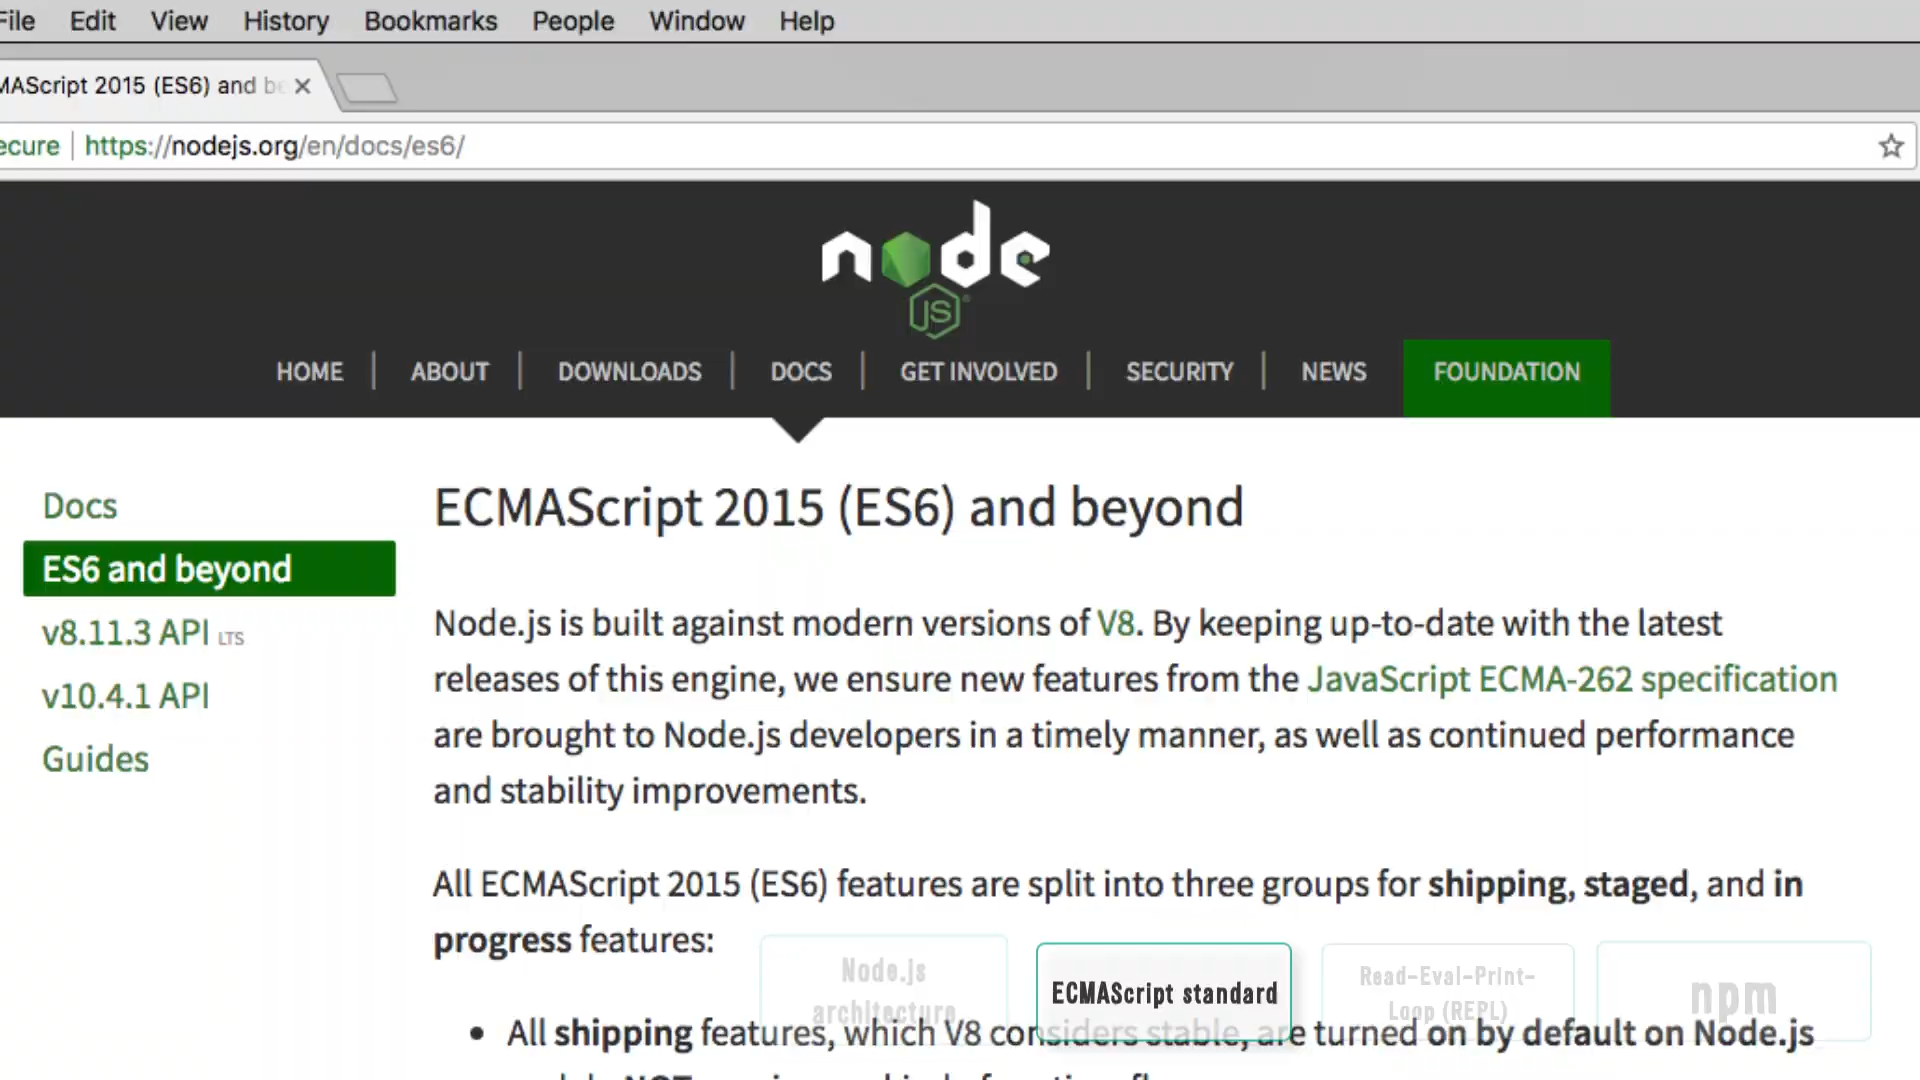 File Edit View History Bookmarks People Window Help
MAScript 2015 (ES6) and be
ecure https://nodejs.org/en/docs/es6/
node
JS
HOME ABOUT DOWNLOADS DOCS GET INVOLVED SECURITY NEWS FOUNDATION
Docs
ES6 and beyond
v8.11.3 API LTS
v10.4.1 API
Guides
ECMAScript 2015 (ES6) and beyond
Node.js is built against modern versions of V8. By keeping up-to-date with the latest
releases of this engine, we ensure new features from the JavaScript ECMA-262 specification
are brought to Node.js developers in a timely manner, as well as continued performance
and stability improvements.
All ECMAScript 2015 (ES6) features are split into three groups for shipping, staged, and in
progress features:
Node.js
architecture
ECMAScript standard
Read-Eval-Print-
Loop (REPL)
npm
• All shipping features, which V8 considers stable, are turned on by default on Node.js